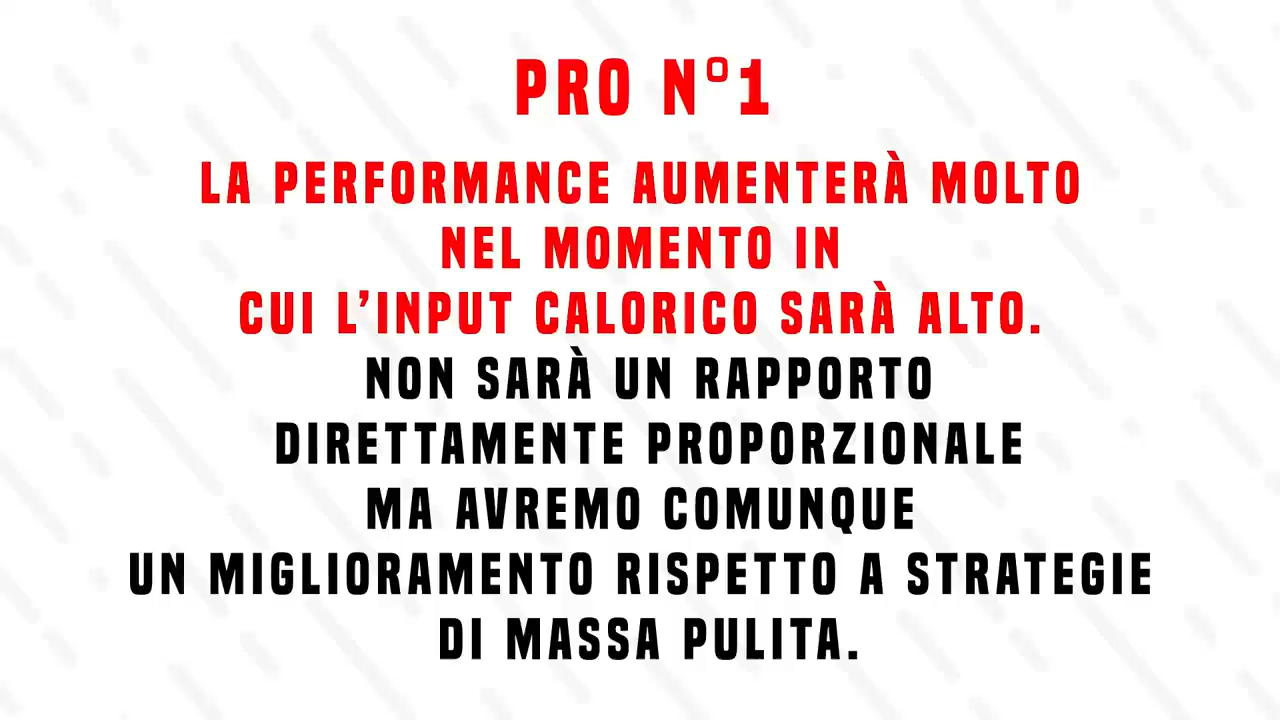 PRO N°1
LA PERFORMANCE AUMENTERÀ MOLTO
NEL MOMENTO IN
CUI L'INPUT CALORICO SARÀ ALTO.
NON SARÀ UN RAPPORTO
DIRETTAMENTE PROPORZIONALE
MA AVREMO COMUNQUE
UN MIGLIORAMENTO RISPETTO A STRATEGIE
DI MASSA PULITA.